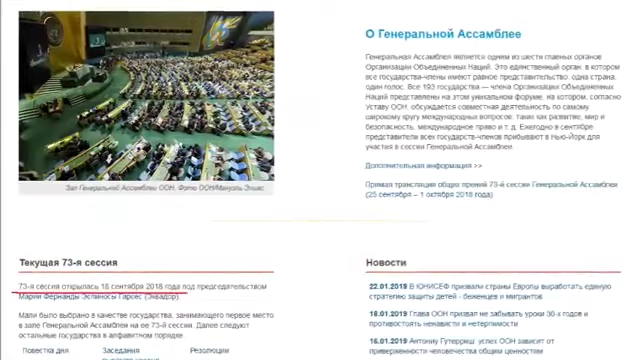 Зал Генеральной Ассамблеи ООН. Фото ООН/Мануэль Элиас
О Генеральной Ассамблее
Генеральная Ассамблея является одним из шести главных органов
Организации Объединенных Наций. Это единственный орган, в котором
все государства-члены имеют равное представительство: одна страна,
один голос. Все 193 государства — члена Организации Объединенных
Наций представлены на этом уникальном форуме, на котором, согласно
Уставу ООН, обсуждается совместная деятельность по самому
широкому кругу международных вопросов, таких как развитие, мир и
безопасность, международное право и т. д. Ежегодно в сентябре
представители всех государств-членов прибывают в Нью-Йорк для
участия в сессии Генеральной Ассамблеи.
Дополнительная информация >>
Прямая трансляция общих прений 73-й сессии Генеральной Ассамблеи
(25 сентября – 1 октября 2018 года)
Текущая 73-я сессия
73-я сессия открылась 18 сентября 2018 года под председательством
Марии Фернанды Эспиносы Гарсес (Эквадор)
Мали было выбрано в качестве государства, занимающего первое место
в зале Генеральной Ассамблеи на ее 73-й сессии. Далее следуют
остальные государства в алфавитном порядке.
Повестка дня Заседания Резолюции
Новости
22.01.2019 В ЮНИСЕФ призвали страны Европы выработать единую
стратегию защиты детей - беженцев и мигрантов
18.01.2019 Глава ООН призвал не забывать уроки 30-х годов и
противостоять ненависти и нетерпимости
16.01.2019 Антониу Гутерриш: успех ООН зависит от
приверженности человечества общим ценностям